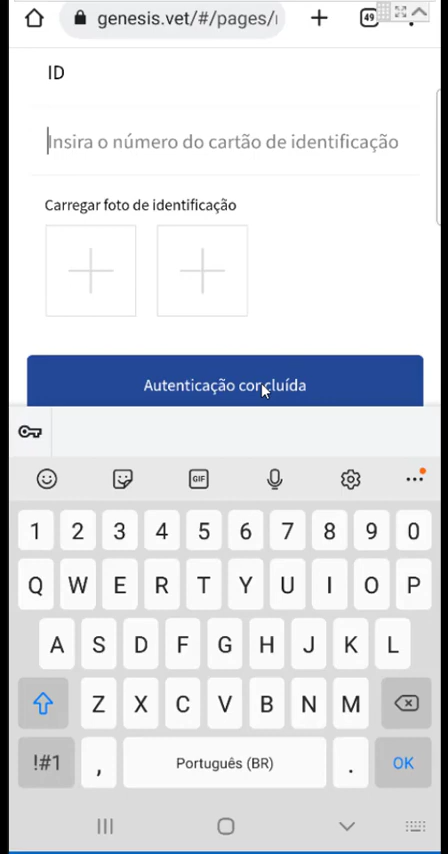 genesis.vet/#/pages/
49
ID
Insira o número do cartão de identificação
Carregar foto de identificação
Autenticação concluída
GIF
1 2 3 4 5 6 7 8 9 0
Q W E R T Y U I O P
A S D F G H J K L
Z X C V B N M
!#1 , Português (BR) . OK